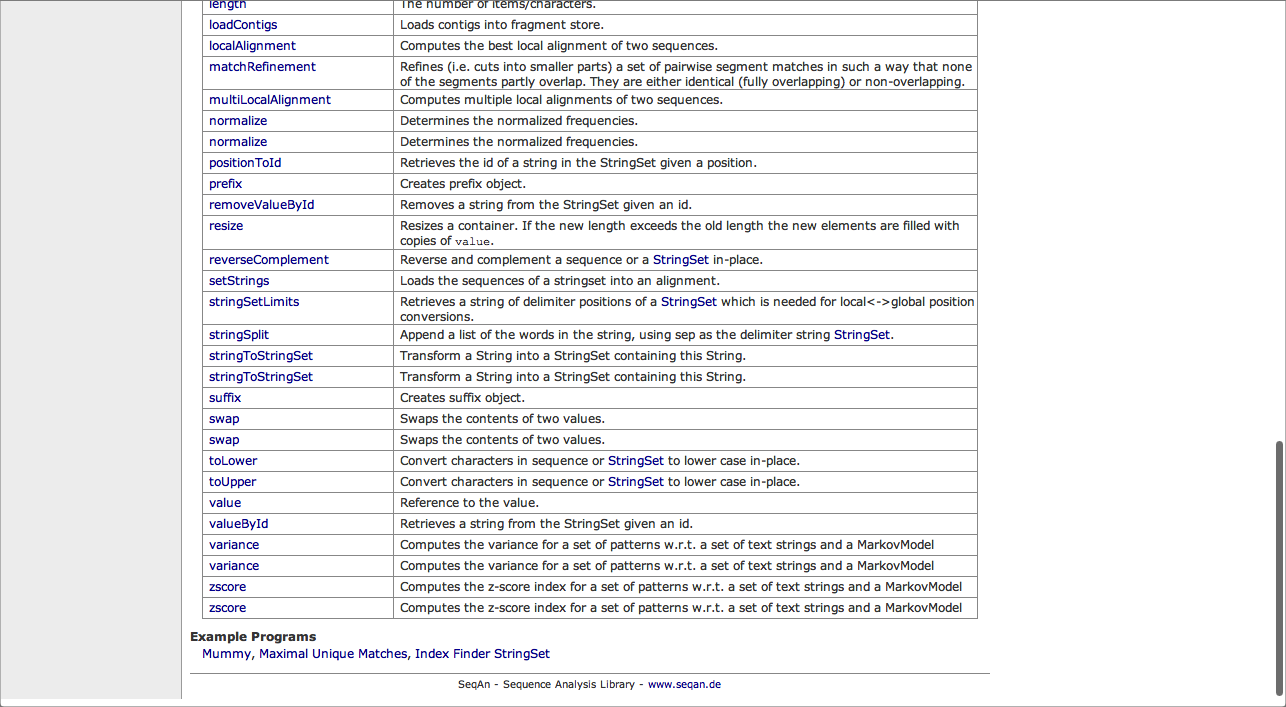 length The number of items/characters.
loadContigs Loads contigs into fragment store.
localAlignment Computes the best local alignment of two sequences.
matchRefinement Refines (i.e. cuts into smaller parts) a set of pairwise segment matches in such a way that none
of the segments partly overlap. They are either identical (fully overlapping) or non-overlapping.
multiLocalAlignment Computes multiple local alignments of two sequences.
normalize Determines the normalized frequencies.
normalize Determines the normalized frequencies.
positionToId Retrieves the id of a string in the StringSet given a position.
prefix Creates prefix object.
removeValueById Removes a string from the StringSet given an id.
resize Resizes a container. If the new length exceeds the old length the new elements are filled with
copies of value.
reverseComplement Reverse and complement a sequence or a StringSet in-place.
setStrings Loads the sequences of a stringset into an alignment.
stringSetLimits Retrieves a string of delimiter positions of a StringSet which is needed for local<->global position
conversions.
stringSplit Append a list of the words in the string, using sep as the delimiter string StringSet.
stringToStringSet Transform a String into a StringSet containing this String.
stringToStringSet Transform a String into a StringSet containing this String.
suffix Creates suffix object.
swap Swaps the contents of two values.
swap Swaps the contents of two values.
toLower Convert characters in sequence or StringSet to lower case in-place.
toUpper Convert characters in sequence or StringSet to lower case in-place.
value Reference to the value.
valueById Retrieves a string from the StringSet given an id.
variance Computes the variance for a set of patterns w.r.t. a set of text strings and a MarkovModel
variance Computes the variance for a set of patterns w.r.t. a set of text strings and a MarkovModel
zscore Computes the z-score index for a set of patterns w.r.t. a set of text strings and a MarkovModel
zscore Computes the z-score index for a set of patterns w.r.t. a set of text strings and a MarkovModel
Example Programs
Mummy, Maximal Unique Matches, Index Finder StringSet
SeqAn - Sequence Analysis Library - www.seqan.de